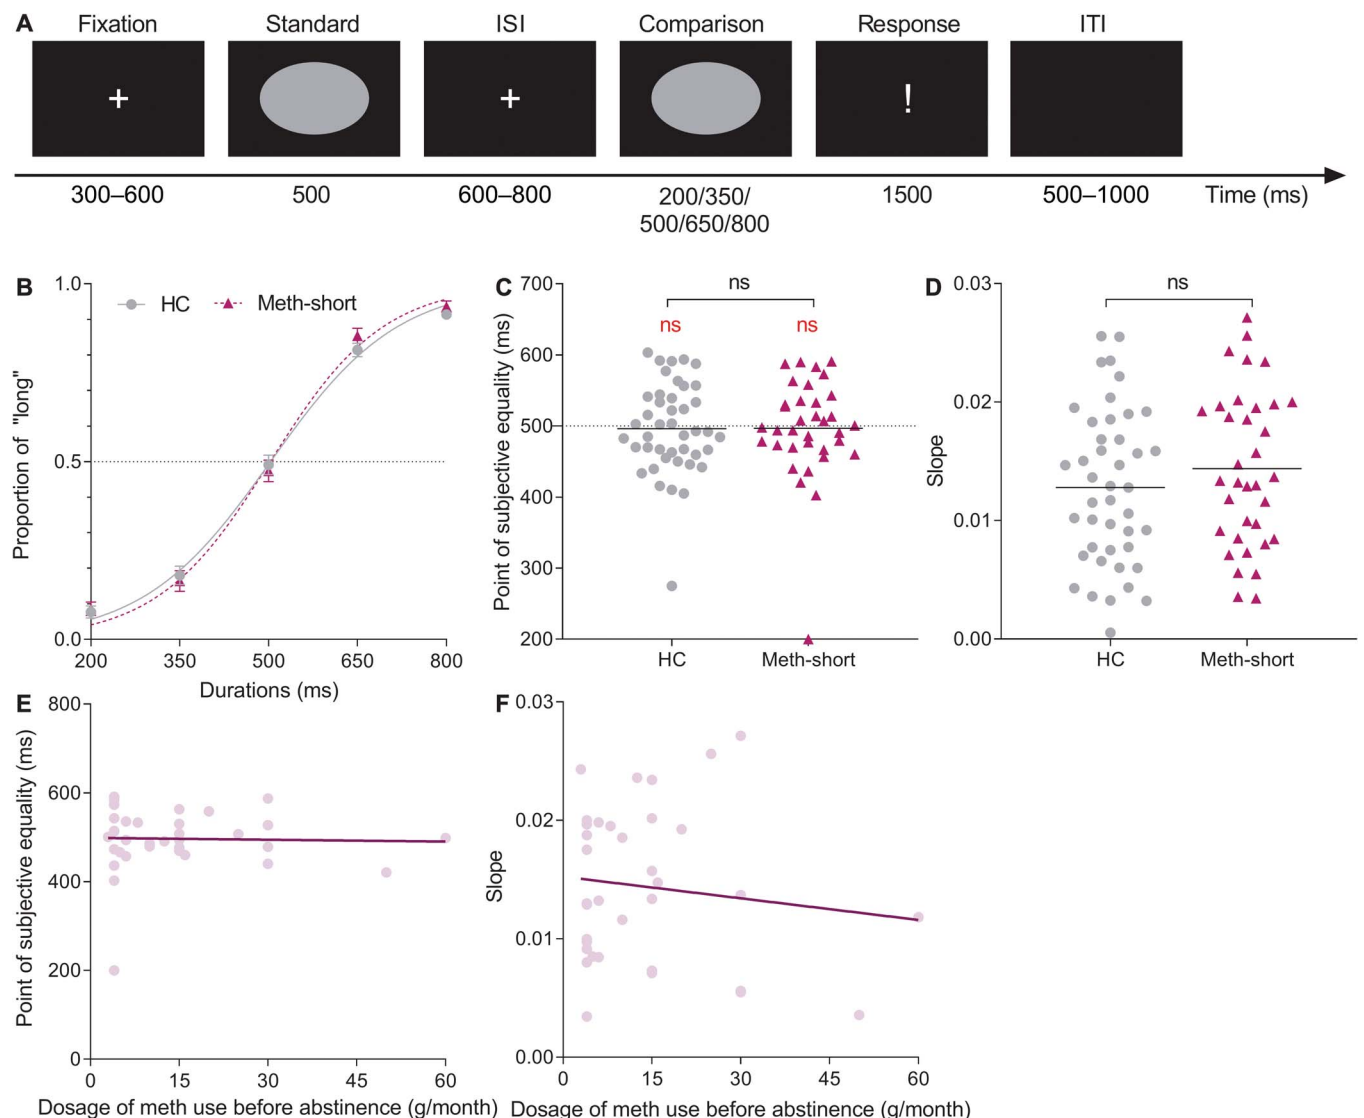 A
Fixation Standard ISI Comparison Response ITI
+ + !
300–600 500 600–800 200/350/ 1500 500–1000 Time (ms)
500/650/800
B
HC Meth-short
Proportion of "long"
1.0
0.5
0.0
200 350 500 650 800
Durations (ms)
C
Point of subjective equality (ms)
ns
ns ns
700
600
500
400
300
200
HC Meth-short
D
Slope
ns
0.03
0.02
0.01
0.00
HC Meth-short
E
Point of subjective equality (ms)
800
600
400
200
0
0 15 30 45 60
Dosage of meth use before abstinence (g/month)
F
Slope
0.03
0.02
0.01
0.00
0 15 30 45 60
Dosage of meth use before abstinence (g/month)